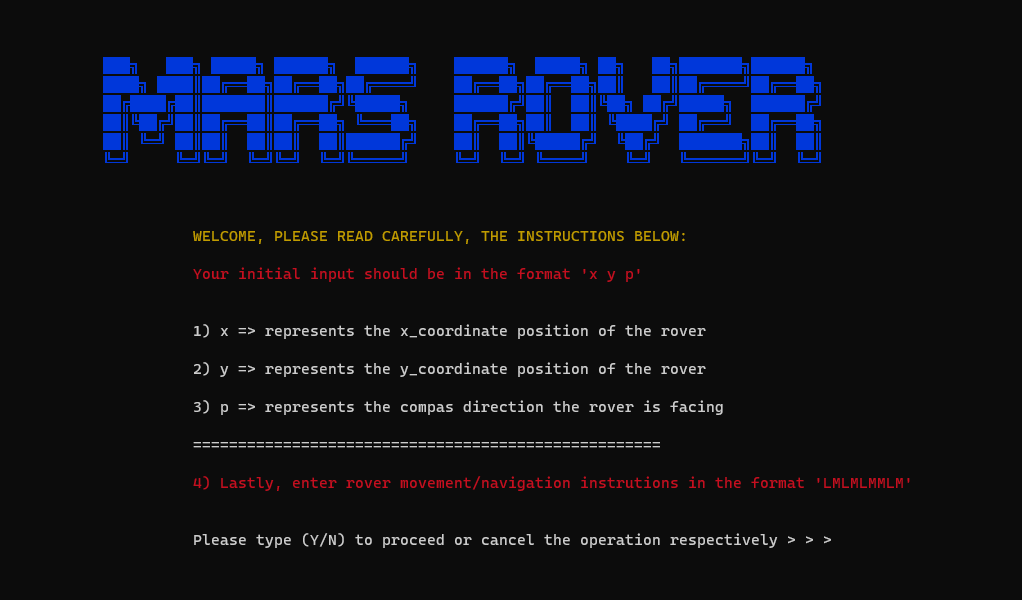 MARS ROVER
WELCOME, PLEASE READ CAREFULLY, THE INSTRUCTIONS BELOW:
Your initial input should be in the format 'x y p'
1) x => represents the x_coordinate position of the rover
2) y => represents the y_coordinate position of the rover
3) p => represents the compas direction the rover is facing
====================================================
4) Lastly, enter rover movement/navigation instrutions in the format 'LMLMLMMLM'
Please type (Y/N) to proceed or cancel the operation respectively > > >